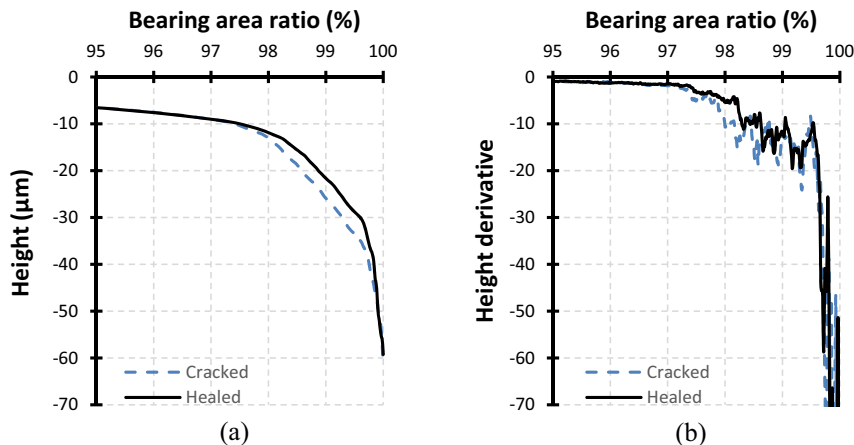 Bearing area ratio (%)
95 96 97 98 99 100
0
-10
-20
-30
-40
-50
-60
-70
Height (µm)
Cracked
Healed
(a)
Bearing area ratio (%)
95 96 97 98 99 100
0
-10
-20
-30
-40
-50
-60
-70
Height derivative
Cracked
Healed
(b)